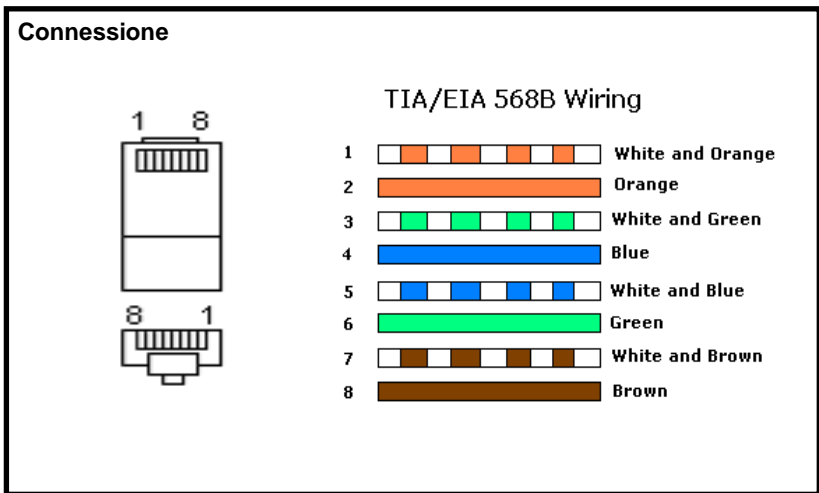 Connessione
TIA/EIA 568B Wiring
1 8
8 1
1 White and Orange
2 Orange
3 White and Green
4 Blue
5 White and Blue
6 Green
7 White and Brown
8 Brown